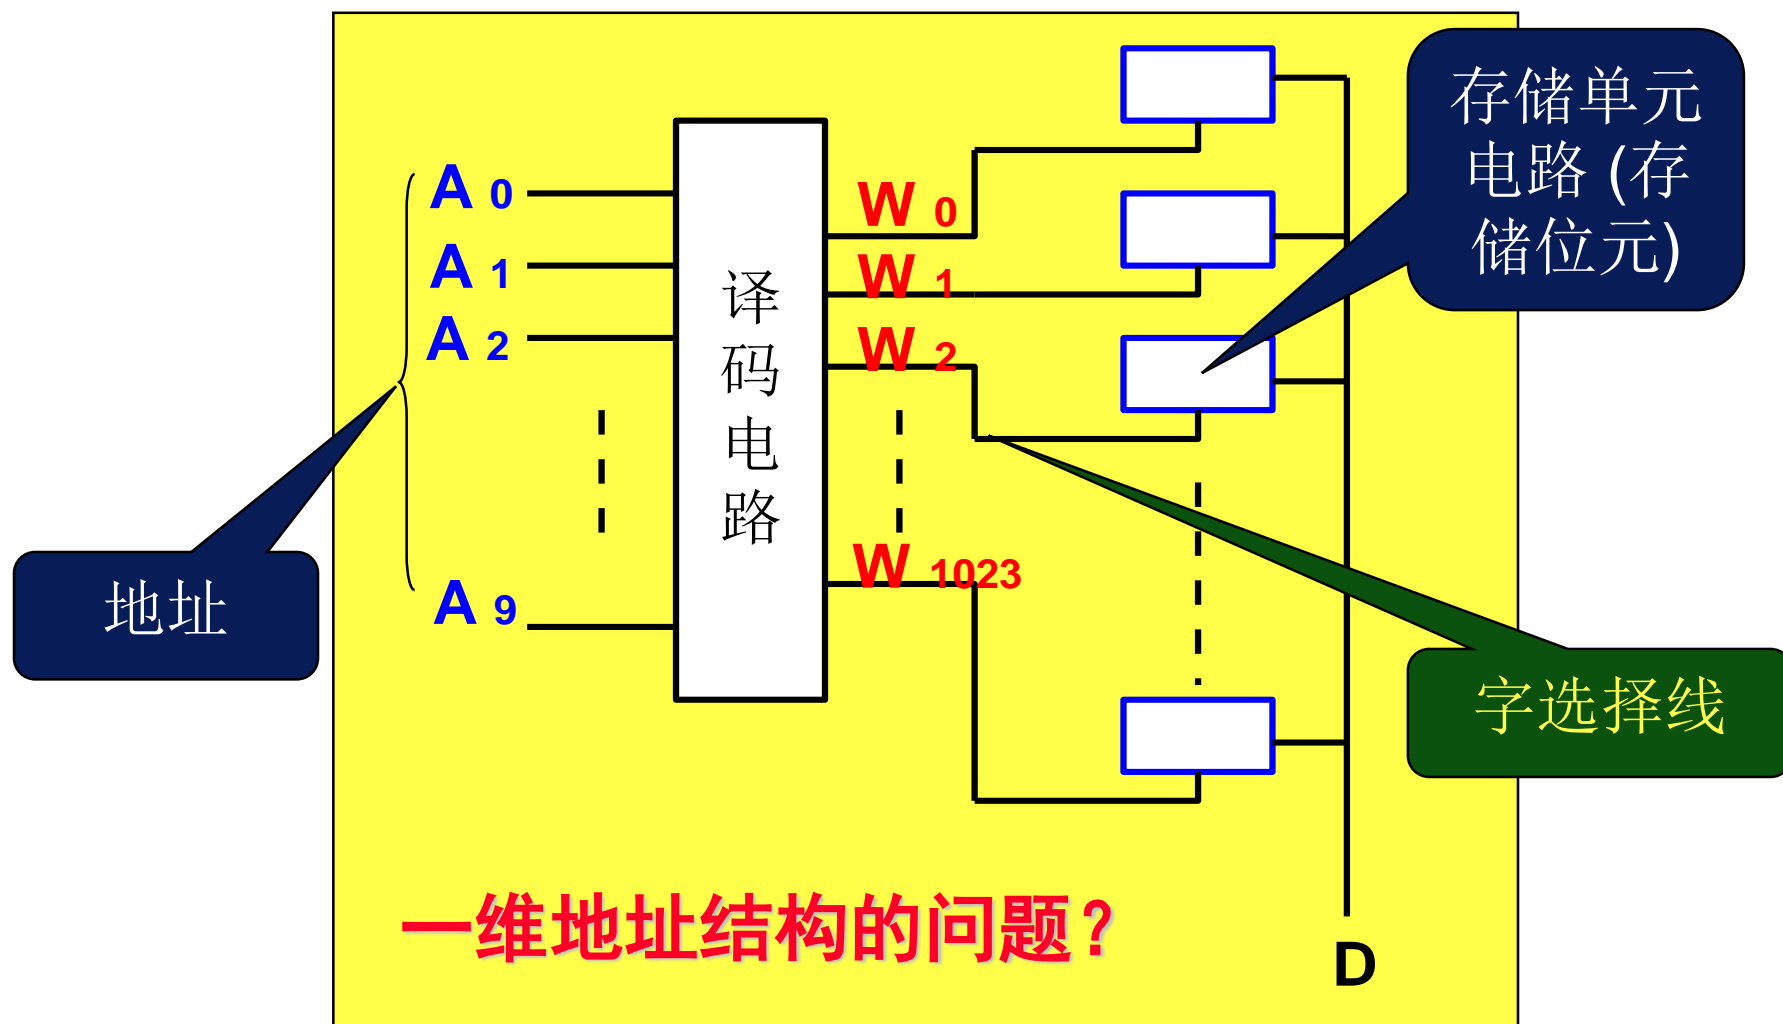 存储单元
电路 (存
储位元)
A 0
A 1
A 2
A 9
译
码
电
路
W 0
W 1
W 2
W 1023
地址
字选择线
一维地址结构的问题?
D